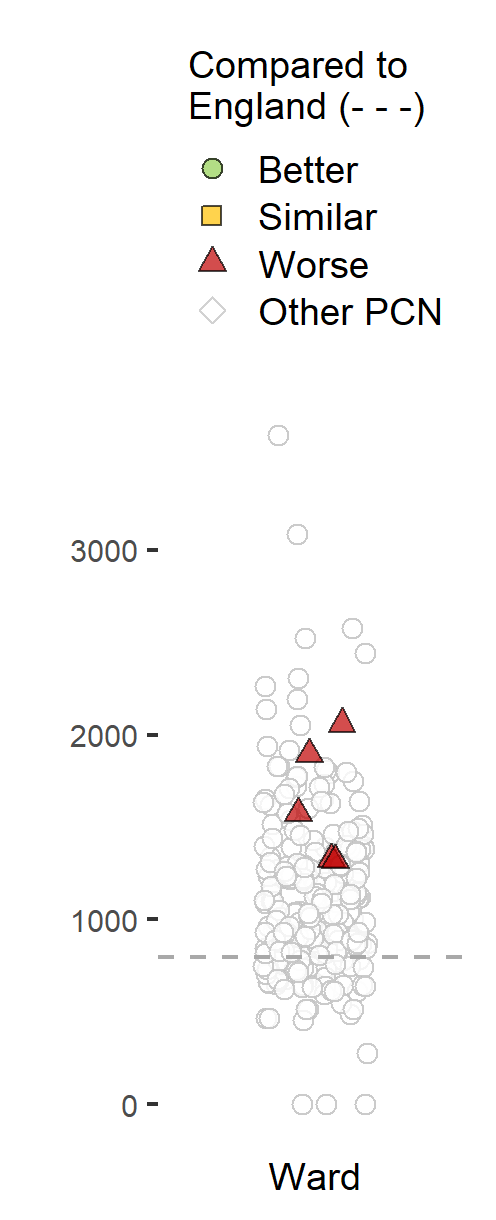 Compared to
England (- - -)
Better
Similar
Worse
Other PCN
3000
2000
1000
0
Ward